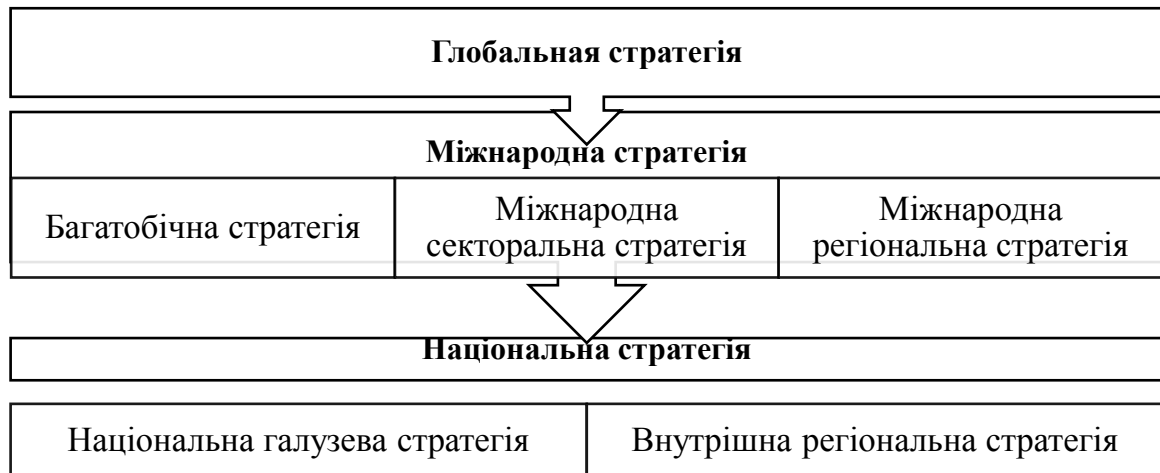 Глобальная стратегія
Міжнародна стратегія
Багатобічна стратегія
Міжнародна
секторальна стратегія
Міжнародна
регіональна стратегія
Національна стратегія
Національна галузева стратегія
Внутрішна регіональна стратегія